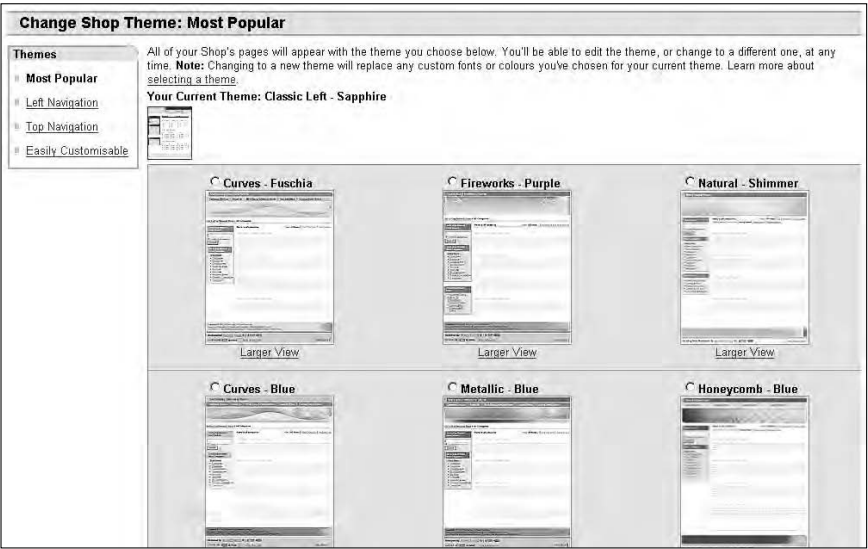 Change Shop Theme: Most Popular
Themes
Most Popular
Left Navigation
Top Navigation
Easily Customisable
All of your Shop's pages will appear with the theme you choose below. You'll be able to edit the theme, or change to a different one, at any
time. Note: Changing to a new theme will replace any custom fonts or colours you've chosen for your current theme. Learn more about
selecting a theme.
Your Current Theme: Classic Left - Sapphire
Curves - Fuschia
Fireworks - Purple
Natural - Shimmer
Larger View
Larger View
Larger View
Curves - Blue
Metallic - Blue
Honeycomb - Blue